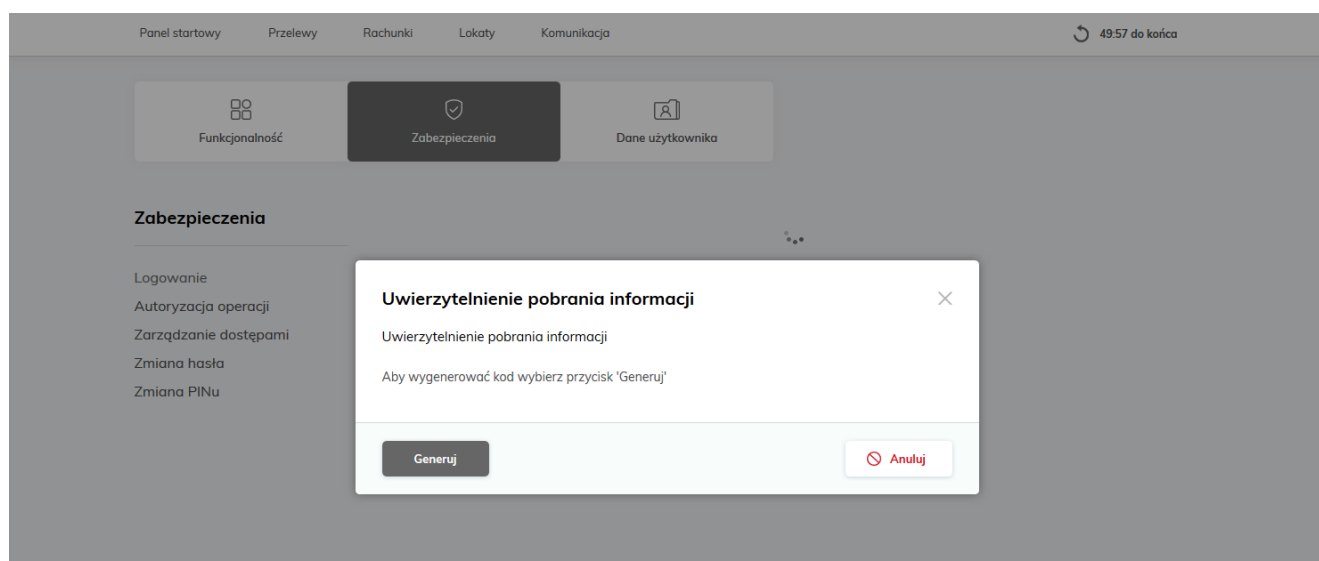 Panel startowy Przelewy Rachunki Lokaty Komunikacja 49:57 do końca
Funkcjonalność Zabezpieczenia Dane użytkownika
Zabezpieczenia
Logowanie
Autoryzacja operacji
Zarządzanie dostępami
Zmiana hasła
Zmiana PINu
Uwierzytelnienie pobrania informacji
Uwierzytelnienie pobrania informacji
Aby wygenerować kod wybierz przycisk 'Generuj'
Generuj Anuluj